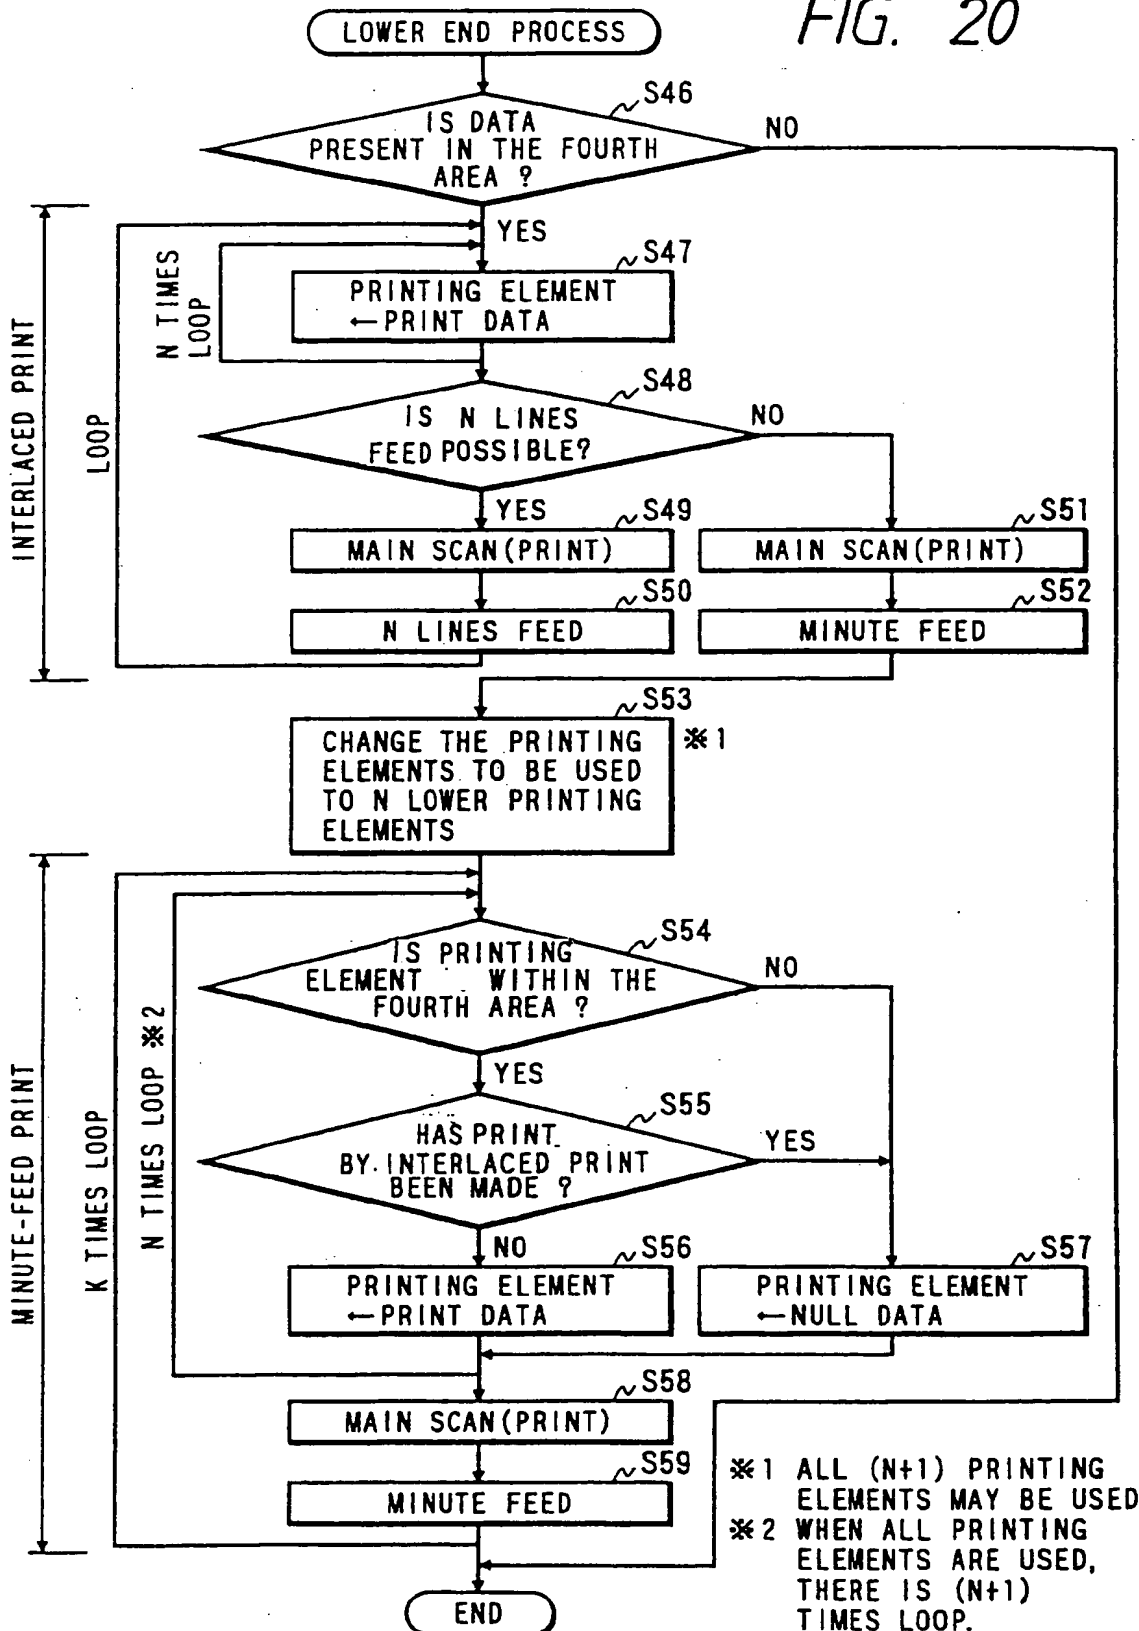 FIG. 20
LOWER END PROCESS
S46
IS DATA
PRESENT IN THE FOURTH
AREA ?
NO
YES
S47
PRINTING ELEMENT
←PRINT DATA
N TIMES
LOOP
S48
IS N LINES
FEED POSSIBLE?
NO
LOOP
INTERLACED PRINT
YES
S49
MAIN SCAN(PRINT)
S51
MAIN SCAN(PRINT)
S50
N LINES FEED
S52
MINUTE FEED
S53
CHANGE THE PRINTING
ELEMENTS TO BE USED
TO N LOWER PRINTING
ELEMENTS
※1
S54
IS PRINTING
ELEMENT WITHIN THE
FOURTH AREA ?
NO
YES
N TIMES LOOP ※2
K TIMES LOOP
MINUTE-FEED PRINT
S55
HAS PRINT
BY INTERLACED PRINT
BEEN MADE ?
YES
NO
S56
PRINTING ELEMENT
←PRINT DATA
S57
PRINTING ELEMENT
←NULL DATA
S58
MAIN SCAN(PRINT)
S59
MINUTE FEED
END
※1 ALL (N+1) PRINTING
ELEMENTS MAY BE USED
※2 WHEN ALL PRINTING
ELEMENTS ARE USED,
THERE IS (N+1)
TIMES LOOP.